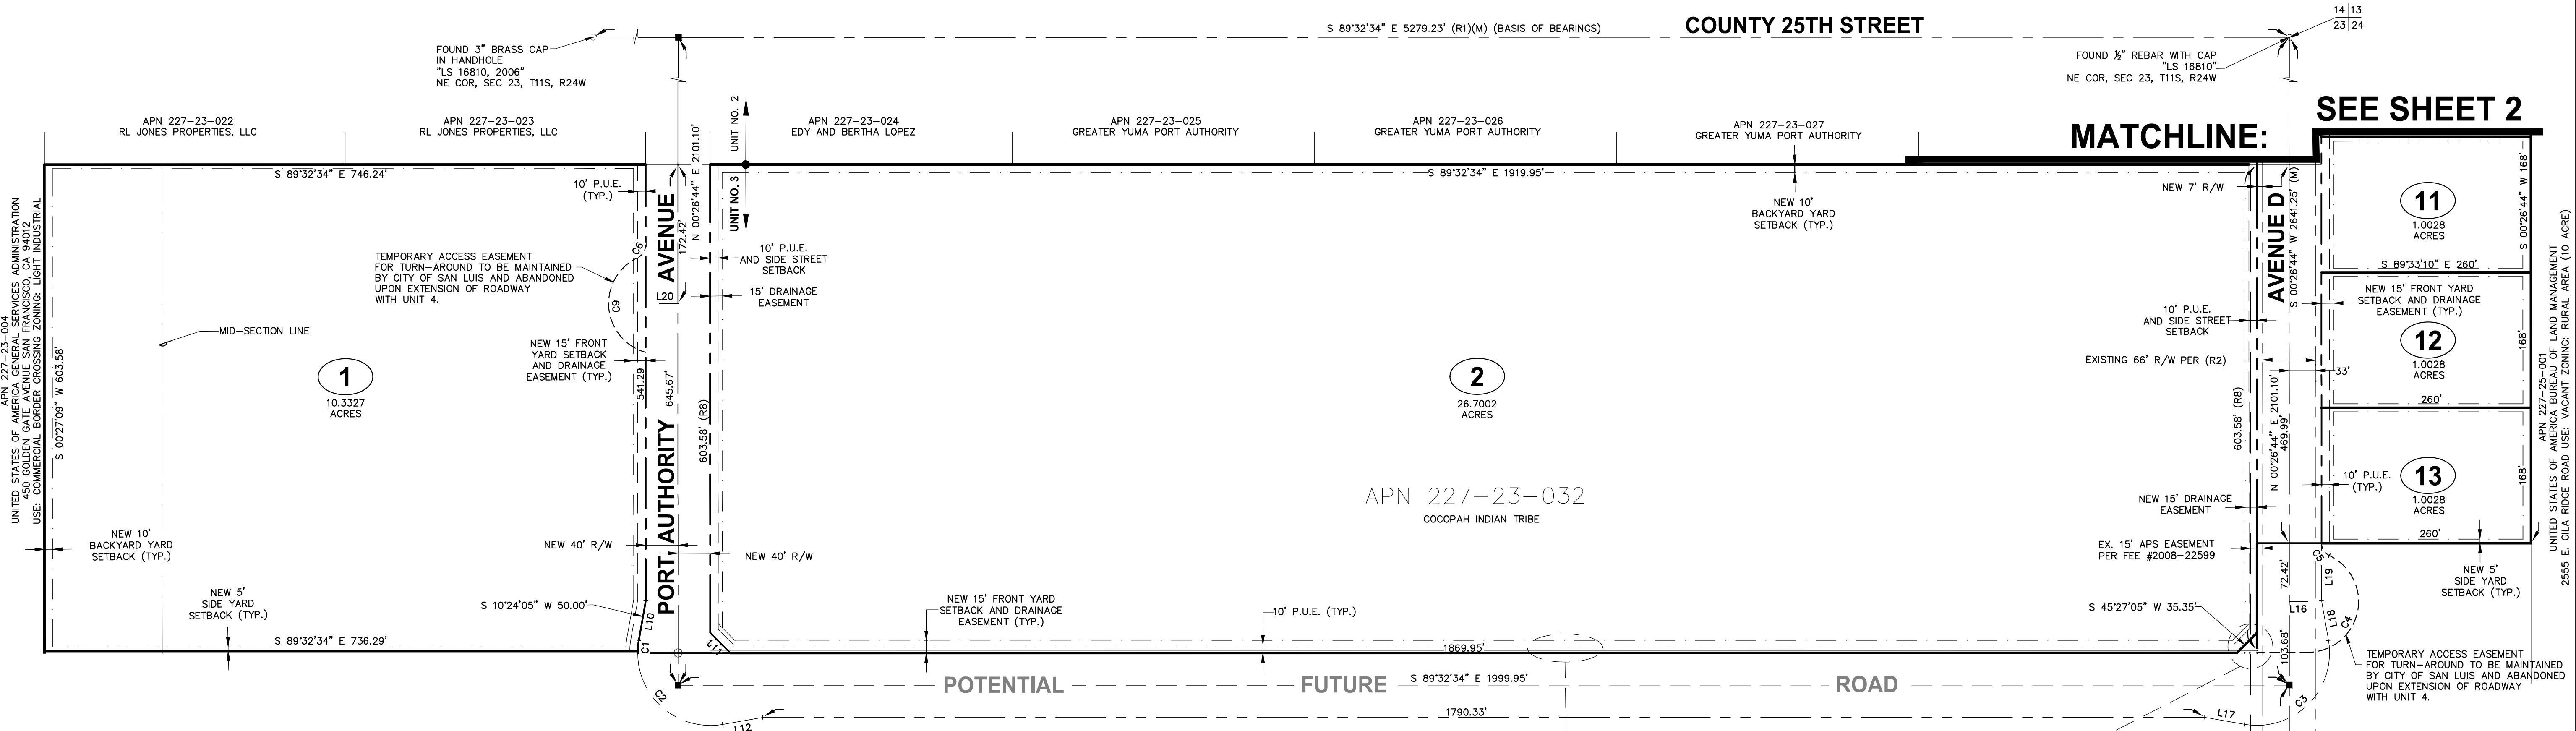 S 89°32'34" E 5279.23' (R1)(M) (BASIS OF BEARINGS)
COUNTY 25TH STREET
14 | 13
23 | 24
FOUND 3" BRASS CAP
IN HANDHOLE
"LS 16810, 2006"
NE COR, SEC 23, T11S, R24W
FOUND ½" REBAR WITH CAP
"LS 16810"
NE COR, SEC 23, T11S, R24W
SEE SHEET 2
MATCHLINE:
APN 227-23-022
RL JONES PROPERTIES, LLC
APN 227-23-023
RL JONES PROPERTIES, LLC
UNIT NO. 2
UNIT NO. 3
APN 227-23-024
EDY AND BERTHA LOPEZ
APN 227-23-025
GREATER YUMA PORT AUTHORITY
APN 227-23-026
GREATER YUMA PORT AUTHORITY
APN 227-23-027
GREATER YUMA PORT AUTHORITY
APN 227-23-004
UNITED STATES OF AMERICA GENERAL SERVICES ADMINISTRATION
450 GOLDEN GATE AVENUE SAN FRANCISCO, CA 94012
USE: COMMERCIAL BORDER CROSSING ZONING: LIGHT INDUSTRIAL
S 00°27'09" W 603.58'
S 89°32'34" E 746.24'
10' P.U.E.
(TYP.)
TEMPORARY ACCESS EASEMENT
FOR TURN-AROUND TO BE MAINTAINED
BY CITY OF SAN LUIS AND ABANDONED
UPON EXTENSION OF ROADWAY
WITH UNIT 4.
C6
C9
MID-SECTION LINE
NEW 15' FRONT
YARD SETBACK
AND DRAINAGE
EASEMENT (TYP.)
1
10.3327
ACRES
541.29
645.67'
172.42'
L20
N 00°26'44" E 2101.10'
PORT AUTHORITY AVENUE
603.58' (R8)
10' P.U.E.
AND SIDE STREET
SETBACK
15' DRAINAGE
EASEMENT
NEW 10'
BACKYARD YARD
SETBACK (TYP.)
NEW 40' R/W
NEW 40' R/W
NEW 5'
SIDE YARD
SETBACK (TYP.)
S 10°24'05" W 50.00'
L10
S 89°32'34" E 736.29'
C1
C2
L11
L12
S 89°32'34" E 1919.95'
NEW 10'
BACKYARD YARD
SETBACK (TYP.)
2
26.7002
ACRES
APN 227-23-032
COCOPAH INDIAN TRIBE
NEW 15' FRONT YARD
SETBACK AND DRAINAGE
EASEMENT (TYP.)
10' P.U.E. (TYP.)
1869.95'
POTENTIAL FUTURE
S 89°32'34" E 1999.95'
ROAD
1790.33'
NEW 7' R/W
AVENUE D
S 00°26'44" W 2641.25' (M)
10' P.U.E.
AND SIDE STREET
SETBACK
EXISTING 66' R/W PER (R2)
33'
603.58' (R8)
N 00°26'44" E 2101.10'
469.99'
NEW 15' DRAINAGE
EASEMENT
EX. 15' APS EASEMENT
PER FEE #2008-22599
S 45°27'05" W 35.35'
72.42'
L16
103.68'
L17
C3
C5
L19
L18
C4
11
1.0028
ACRES
S 00°26'44" W 168'
S 89°33'10" E 260'
NEW 15' FRONT YARD
SETBACK AND DRAINAGE
EASEMENT (TYP.)
12
1.0028
ACRES
168'
260'
10' P.U.E.
(TYP.)
13
1.0028
ACRES
168'
260'
NEW 5'
SIDE YARD
SETBACK (TYP.)
TEMPORARY ACCESS EASEMENT
FOR TURN-AROUND TO BE MAINTAINED
BY CITY OF SAN LUIS AND ABANDONED
UPON EXTENSION OF ROADWAY
WITH UNIT 4.
APN 227-25-001
UNITED STATES OF AMERICA BUREAU OF LAND MANAGEMENT
2555 E. GILA RIDGE ROAD USE: VACANT ZONING: RURAL AREA (10 ACRE)